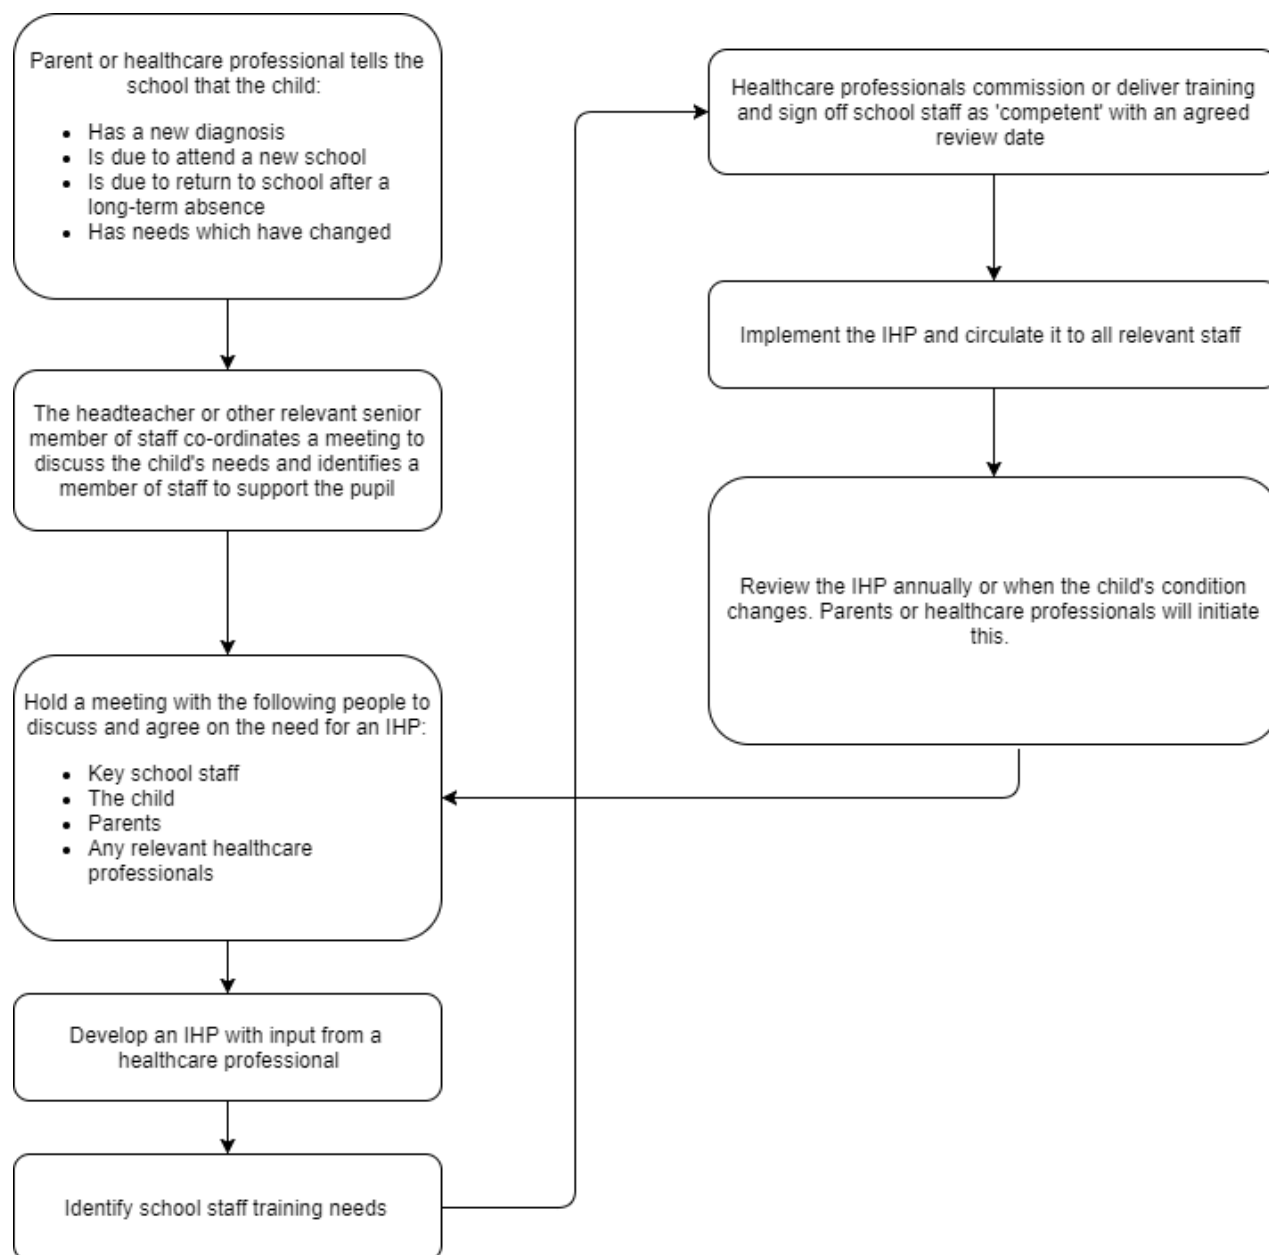 Parent or healthcare professional tells the
school that the child:
• Has a new diagnosis
• Is due to attend a new school
• Is due to return to school after a
long-term absence
• Has needs which have changed
The headteacher or other relevant senior
member of staff co-ordinates a meeting to
discuss the child's needs and identifies a
member of staff to support the pupil
Hold a meeting with the following people to
discuss and agree on the need for an IHP:
• Key school staff
• The child
• Parents
• Any relevant healthcare
professionals
Develop an IHP with input from a
healthcare professional
Identify school staff training needs
Healthcare professionals commission or deliver training
and sign off school staff as 'competent' with an agreed
review date
Implement the IHP and circulate it to all relevant staff
Review the IHP annually or when the child's condition
changes. Parents or healthcare professionals will initiate
this.